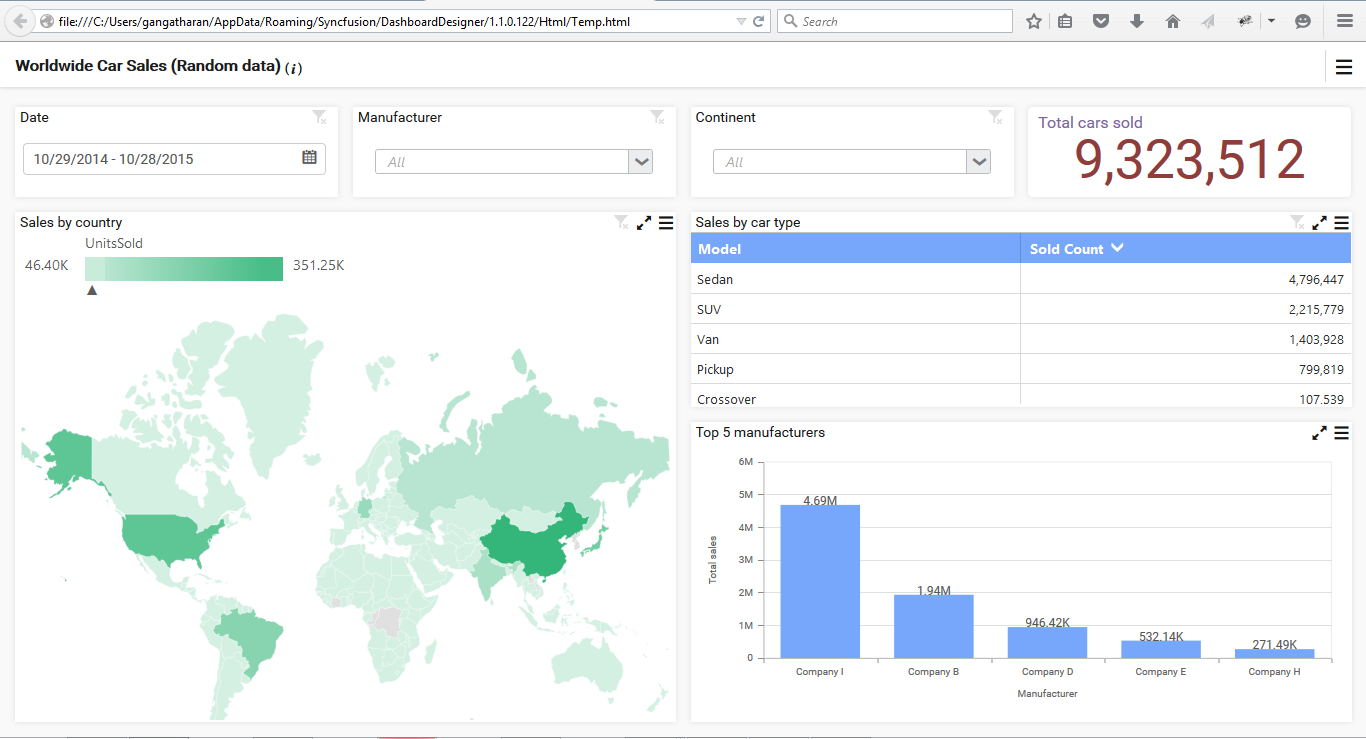 file:///C:/Users/gangatharan/AppData/Roaming/Syncfusion/DashboardDesigner/1.1.0.122/Html/Temp.html
Search
Worldwide Car Sales (Random data) (i)
Date
Manufacturer
Continent
Total cars sold
10/29/2014 - 10/28/2015
All
All
9,323,512
Sales by country
UnitsSold
46.40K
351.25K
Sales by car type
Model Sold Count
Sedan 4,796,447
SUV 2,215,779
Van 1,403,928
Pickup 799,819
Crossover 107,539
Top 5 manufacturers
6M
5M
4M
3M
2M
1M
0
Total sales
4.69M
1.94M
946.42K
532.14K
271.49K
Company I
Company B
Company D
Company E
Company H
Manufacturer